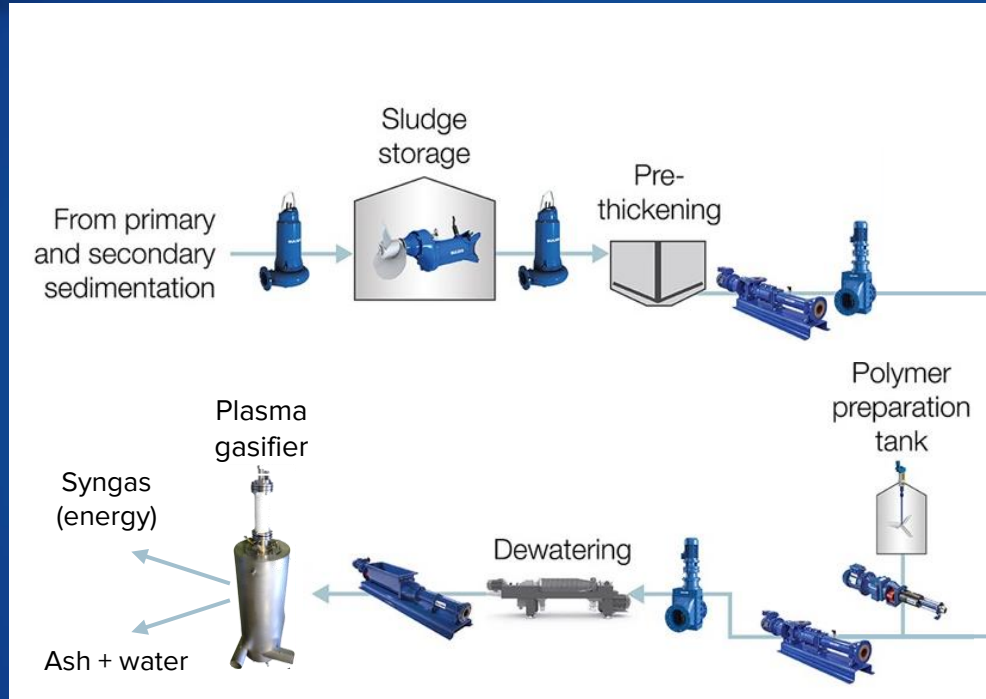 Sludge
storage
Pre-
thickening
From primary
and secondary
sedimentation
Polymer
preparation
tank
Plasma
gasifier
Syngas
(energy)
Dewatering
Ash + water